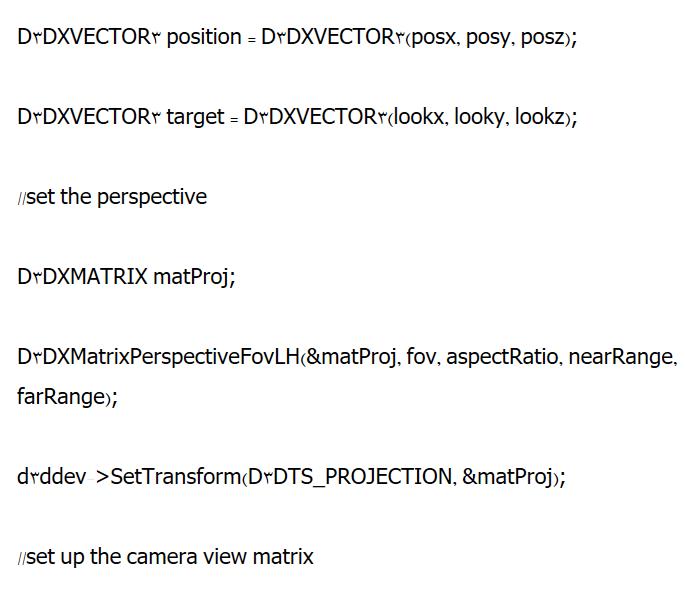 D۳DXVECTOR۳ position = D۳DXVECTOR۳(posx, posy, posz);
D۳DXVECTOR۳ target = D۳DXVECTOR۳(lookx, looky, lookz);
//set the perspective
D۳DXMATRIX matProj;
D۳DXMatrixPerspectiveFovLH(&matProj, fov, aspectRatio, nearRange,
farRange);
d۳ddev->SetTransform(D۳DTS_PROJECTION, &matProj);
//set up the camera view matrix